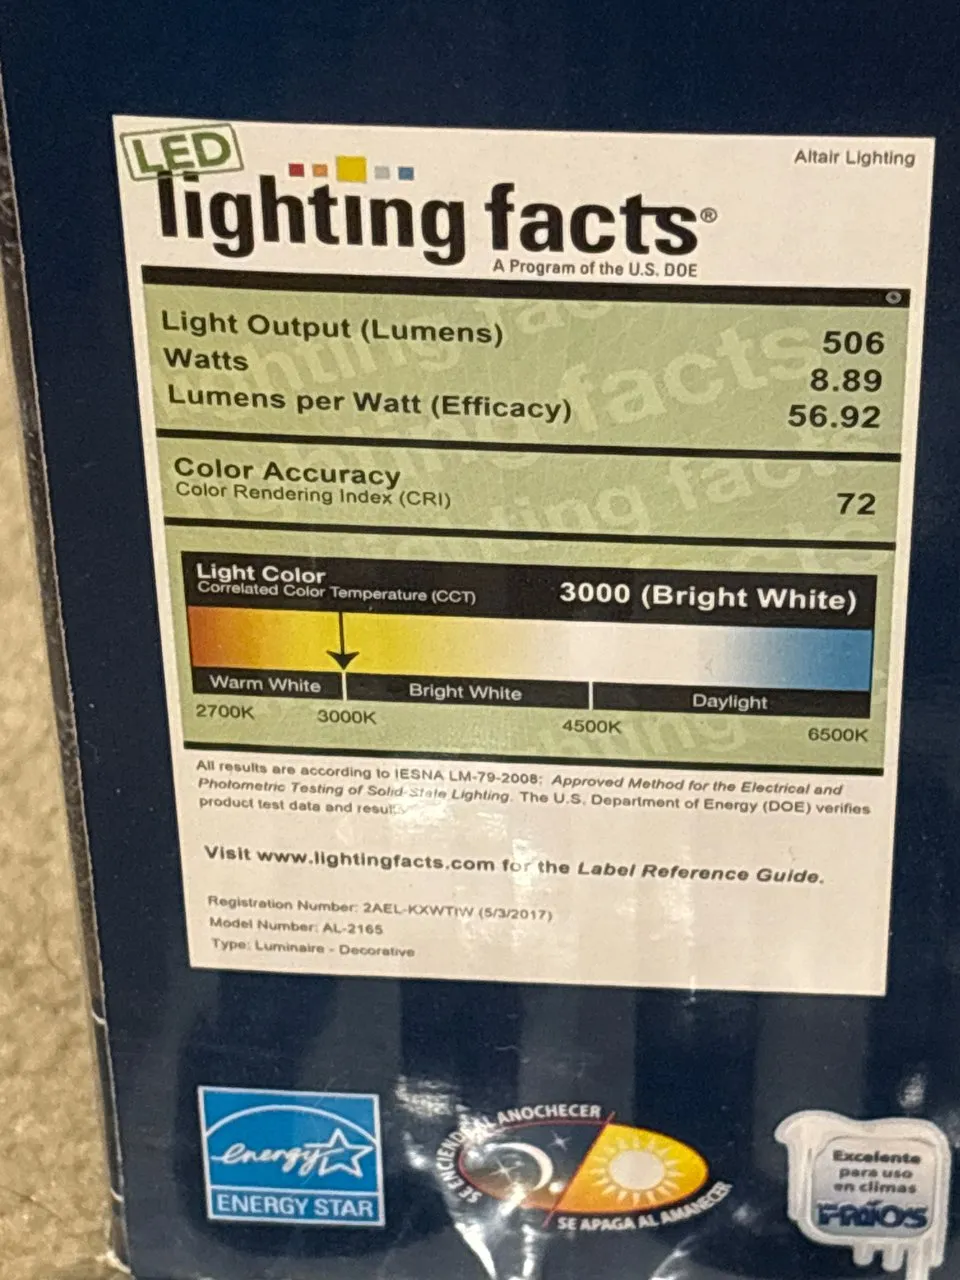 LED
Altair Lighting
lighting facts®
A Program of the U.S. DOE
Light Output (Lumens) 506
Watts 8.89
Lumens per Watt (Efficacy) 56.92
Color Accuracy
Color Rendering Index (CRI) 72
Light Color
Correlated Color Temperature (CCT) 3000 (Bright White)
Warm White Bright White Daylight
2700K 3000K 4500K 6500K
All results are according to IESNA LM-79-2008: Approved Method for the Electrical and
Photometric Testing of Solid-State Lighting. The U.S. Department of Energy (DOE) verifies
product test data and results.
Visit www.lightingfacts.com for the Label Reference Guide.
Registration Number: 2AEL-KXWTIW (5/3/2017)
Model Number: AL-2165
Type: Luminaire - Decorative
energy
ENERGY STAR
SE ENCIENDE AL ANOCHECER
SE APAGA AL AMANECER
Excelente
para uso
en climas
FRÍOS